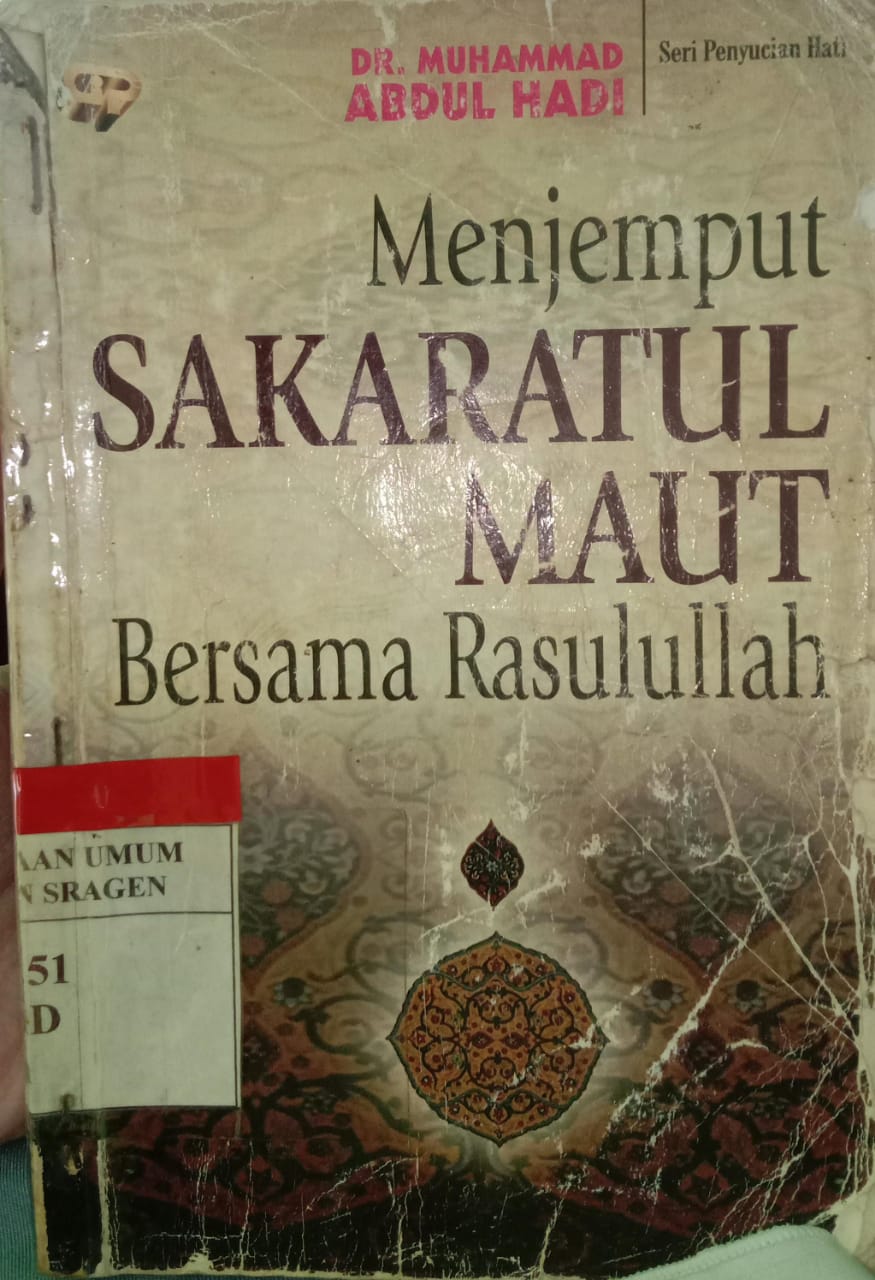 DR. MUHAMMAD
ABDUL HADI
Seri Penyucian Hati
Menjemput
SAKARATUL
MAUT
Bersama Rasulullah
AAN UMUM
N SRAGEN
51
D